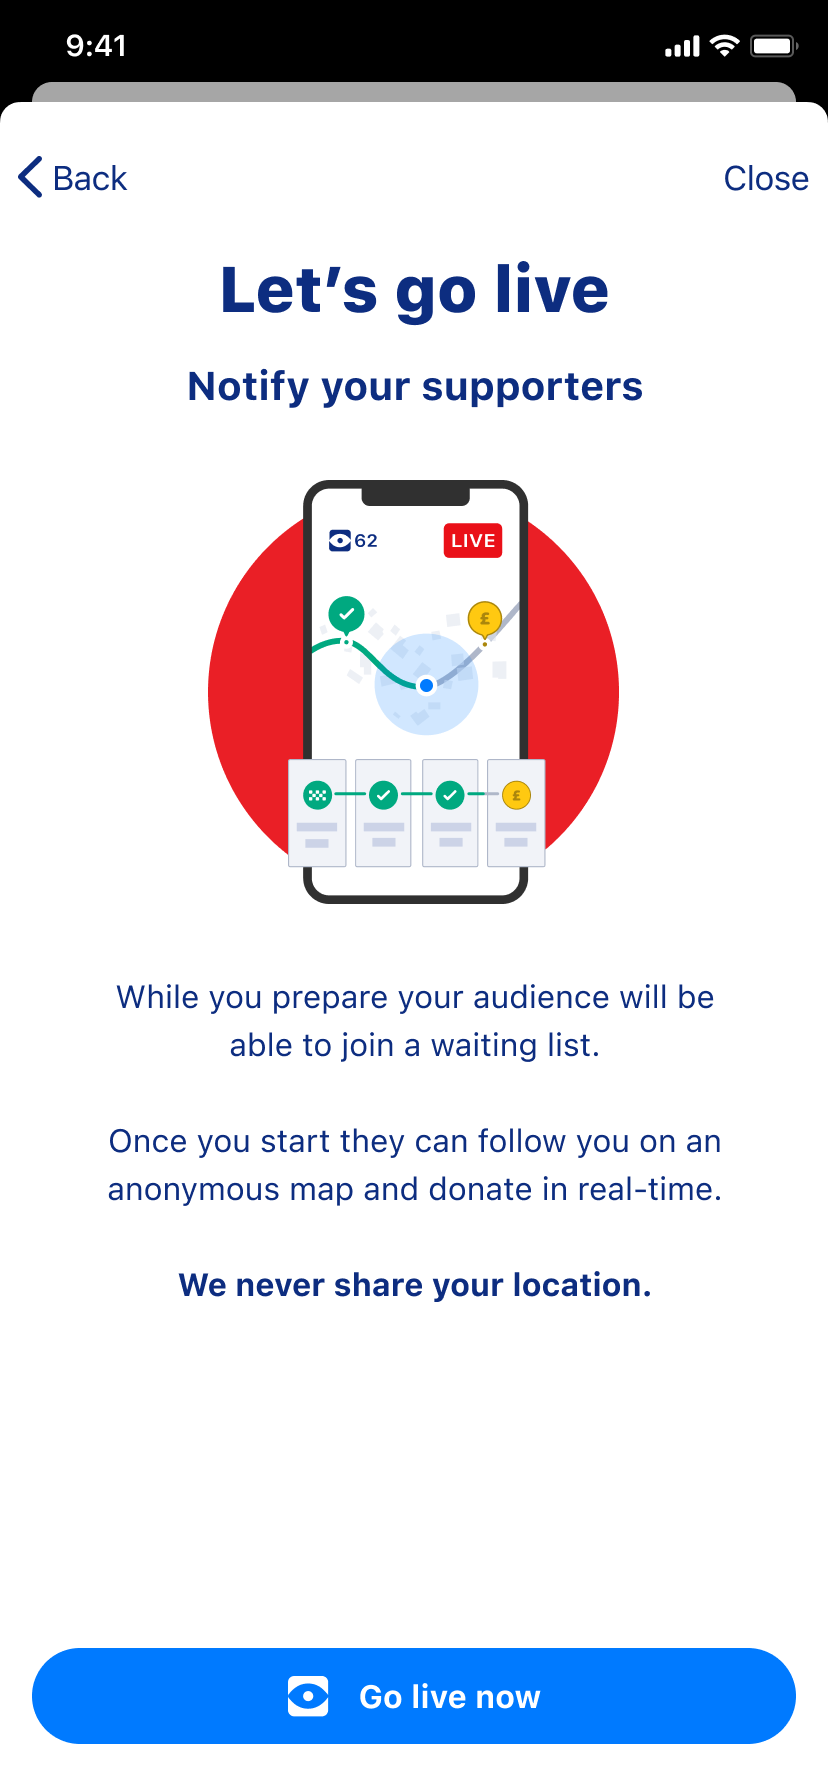 9:41
Back
Close
Let’s go live
Notify your supporters
62
LIVE
£
£
While you prepare your audience will be
able to join a waiting list.
Once you start they can follow you on an
anonymous map and donate in real-time.
We never share your location.
Go live now